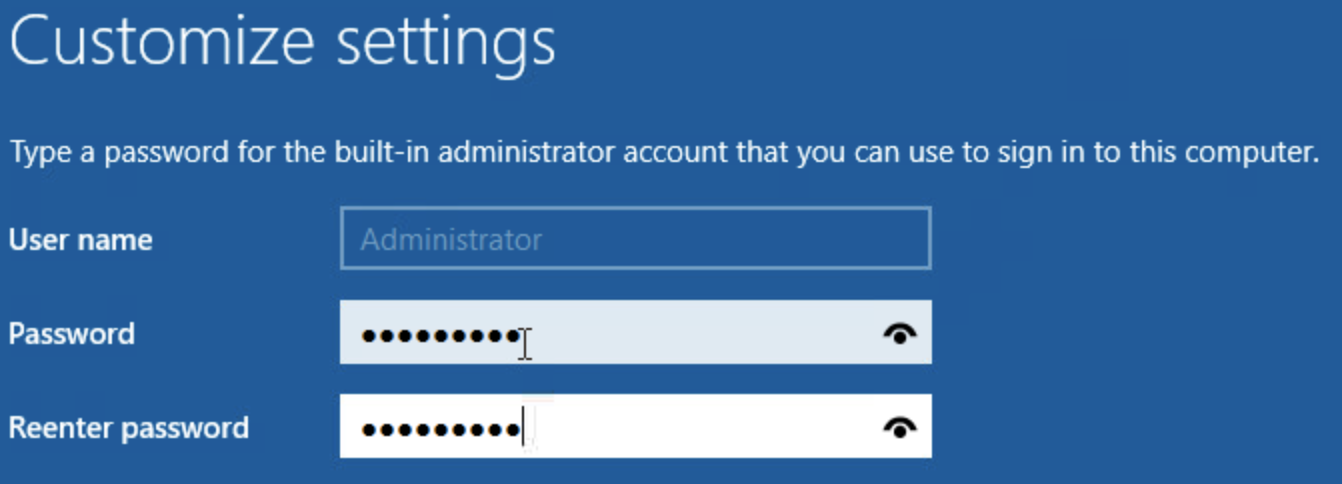 Customize settings
Type a password for the built-in administrator account that you can use to sign in to this computer.
User name
Administrator
Password
•••••••••
Reenter password
•••••••••